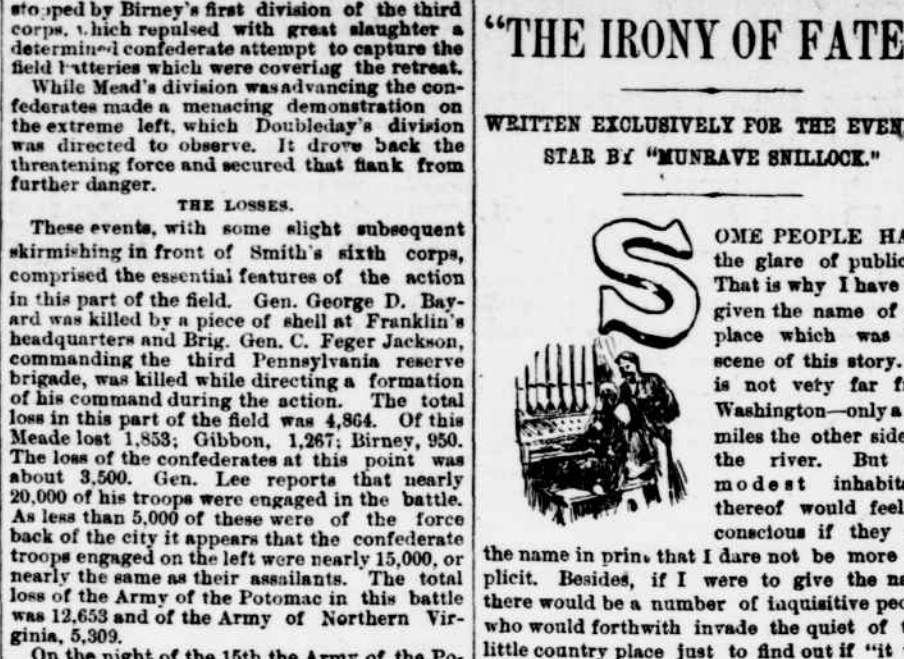 stopped by Birney's first division of the third
corps, which repulsed with great slaughter a
determined confederate attempt to capture the
field batteries which were covering the retreat.
While Mead's division was advancing the con-
federates made a menacing demonstration on
the extreme left, which Doubleday's division
was directed to observe. It drove back the
threatening force and secured that flank from
further danger.
THE LOSSES.
These events, with some slight subsequent
skirmishing in front of Smith's sixth corps,
comprised the essential features of the action
in this part of the field. Gen. George D. Bay-
ard was killed by a piece of shell at Franklin's
headquarters and Brig. Gen. C. Feger Jackson,
commanding the third Pennsylvania reserve
brigade, was killed while directing a formation
of his command during the action. The total
loss in this part of the field was 4,864. Of this
Meade lost 1,853; Gibbon, 1,267; Birney, 950.
The loss of the confederates at this point was
about 3,500. Gen. Lee reports that nearly
20,000 of his troops were engaged in the battle.
As less than 5,000 of these were of the force
back of the city it appears that the confederate
troops engaged on the left were nearly 15,000, or
nearly the same as their assailants. The total
loss of the Army of the Potomac in this battle
was 12,653 and of the Army of Northern Vir-
ginia, 5,309.
On the night of the 15th the Army of the Po-
"THE IRONY OF FATE
WRITTEN EXCLUSIVELY FOR THE EVEN
STAR BY "MUNRAVE SNILLOCK."
SOME PEOPLE HA
the glare of public
That is why I have
given the name of
place which was
scene of this story.
is not very far f
Washington—only a
miles the other side
the river. But
modest inhabit
thereof would feel
conscious if they
the name in print that I dare not be more
plicit. Besides, if I were to give the na
there would be a number of inquisitive peo
who would forthwith invade the quiet of t
little country place just to find out if "it